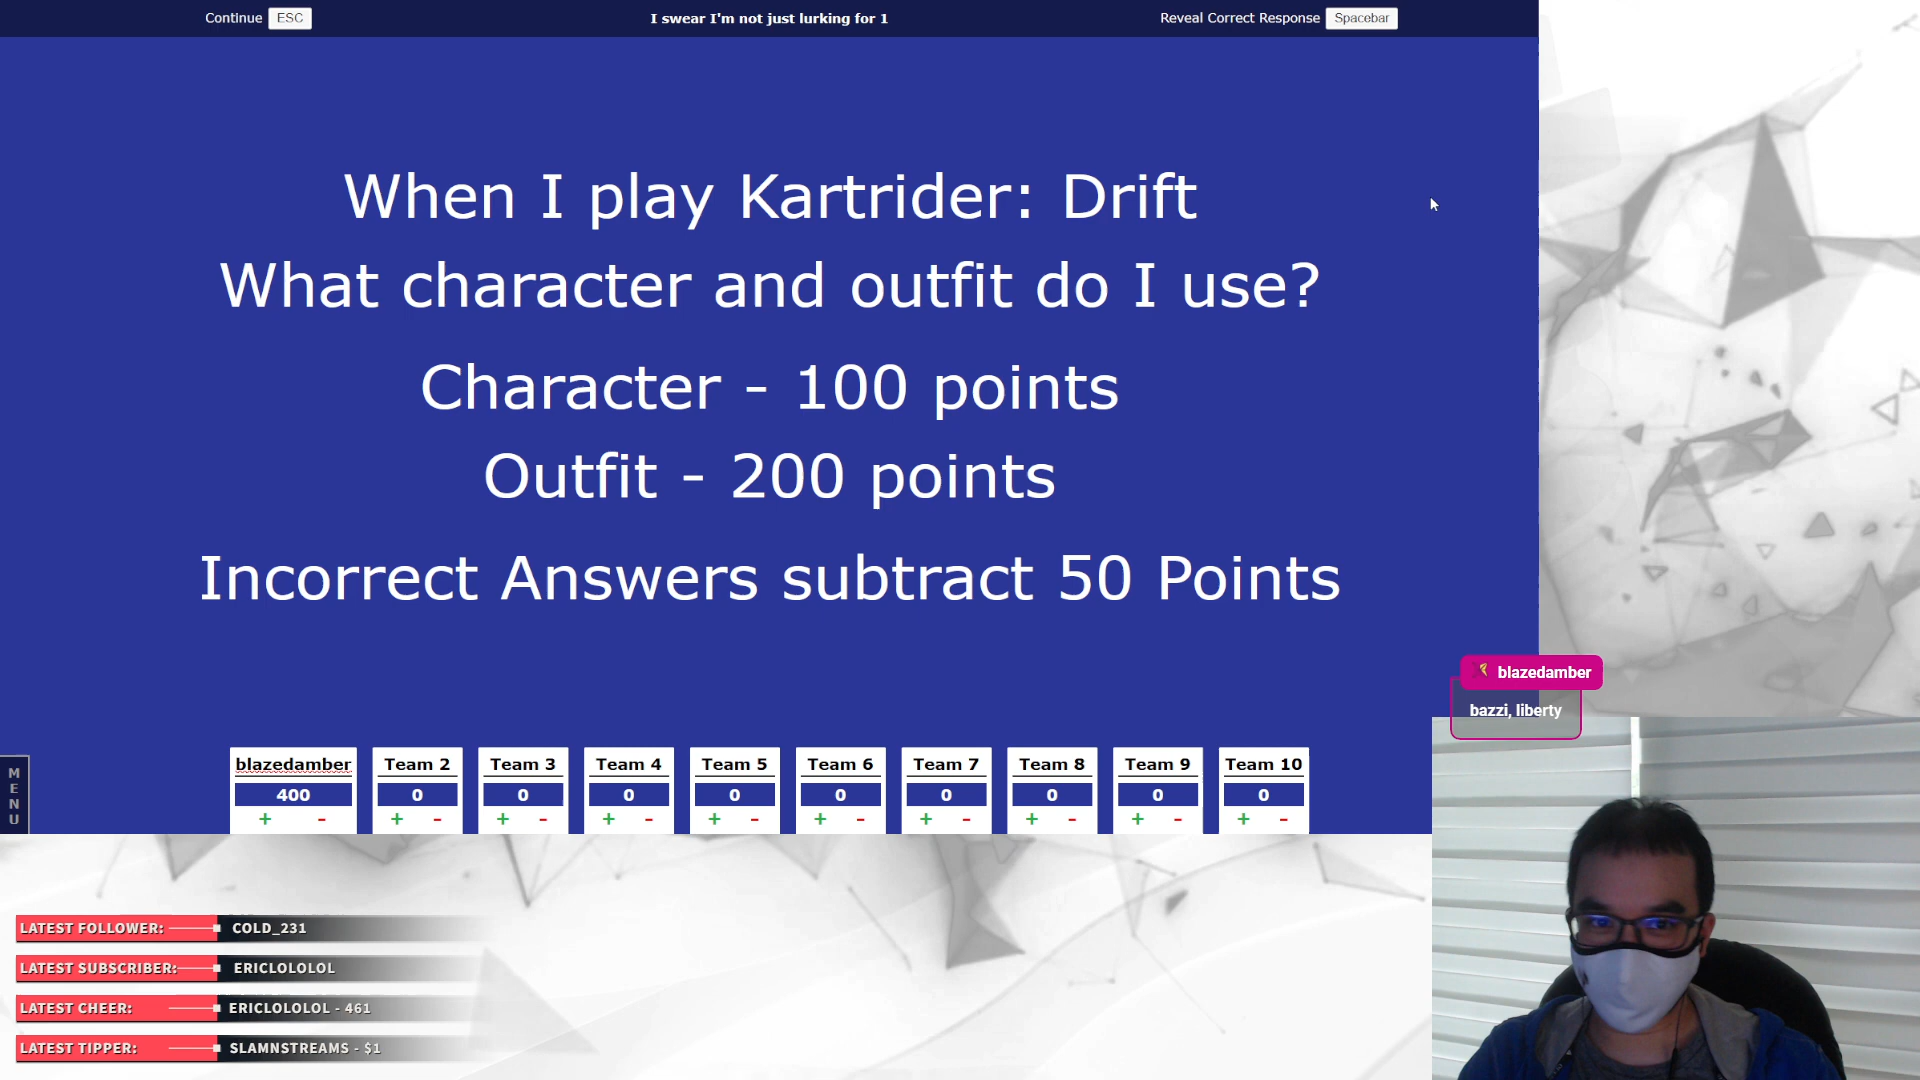 Continue ESC
I swear I'm not just lurking for 1
Reveal Correct Response Spacebar
When I play Kartrider: Drift
What character and outfit do I use?
Character - 100 points
Outfit - 200 points
Incorrect Answers subtract 50 Points
blazedamber
bazzi, liberty
MENU
blazedamber Team 2 Team 3 Team 4 Team 5 Team 6 Team 7 Team 8 Team 9 Team 10
400 0 0 0 0 0 0 0 0 0
+ - + - + - + - + - + - + - + - + - + -
LATEST FOLLOWER: COLD_231
LATEST SUBSCRIBER: ERICLOLOLOL
LATEST CHEER: ERICLOLOLOL - 461
LATEST TIPPER: SLAMNSTREAMS - $1